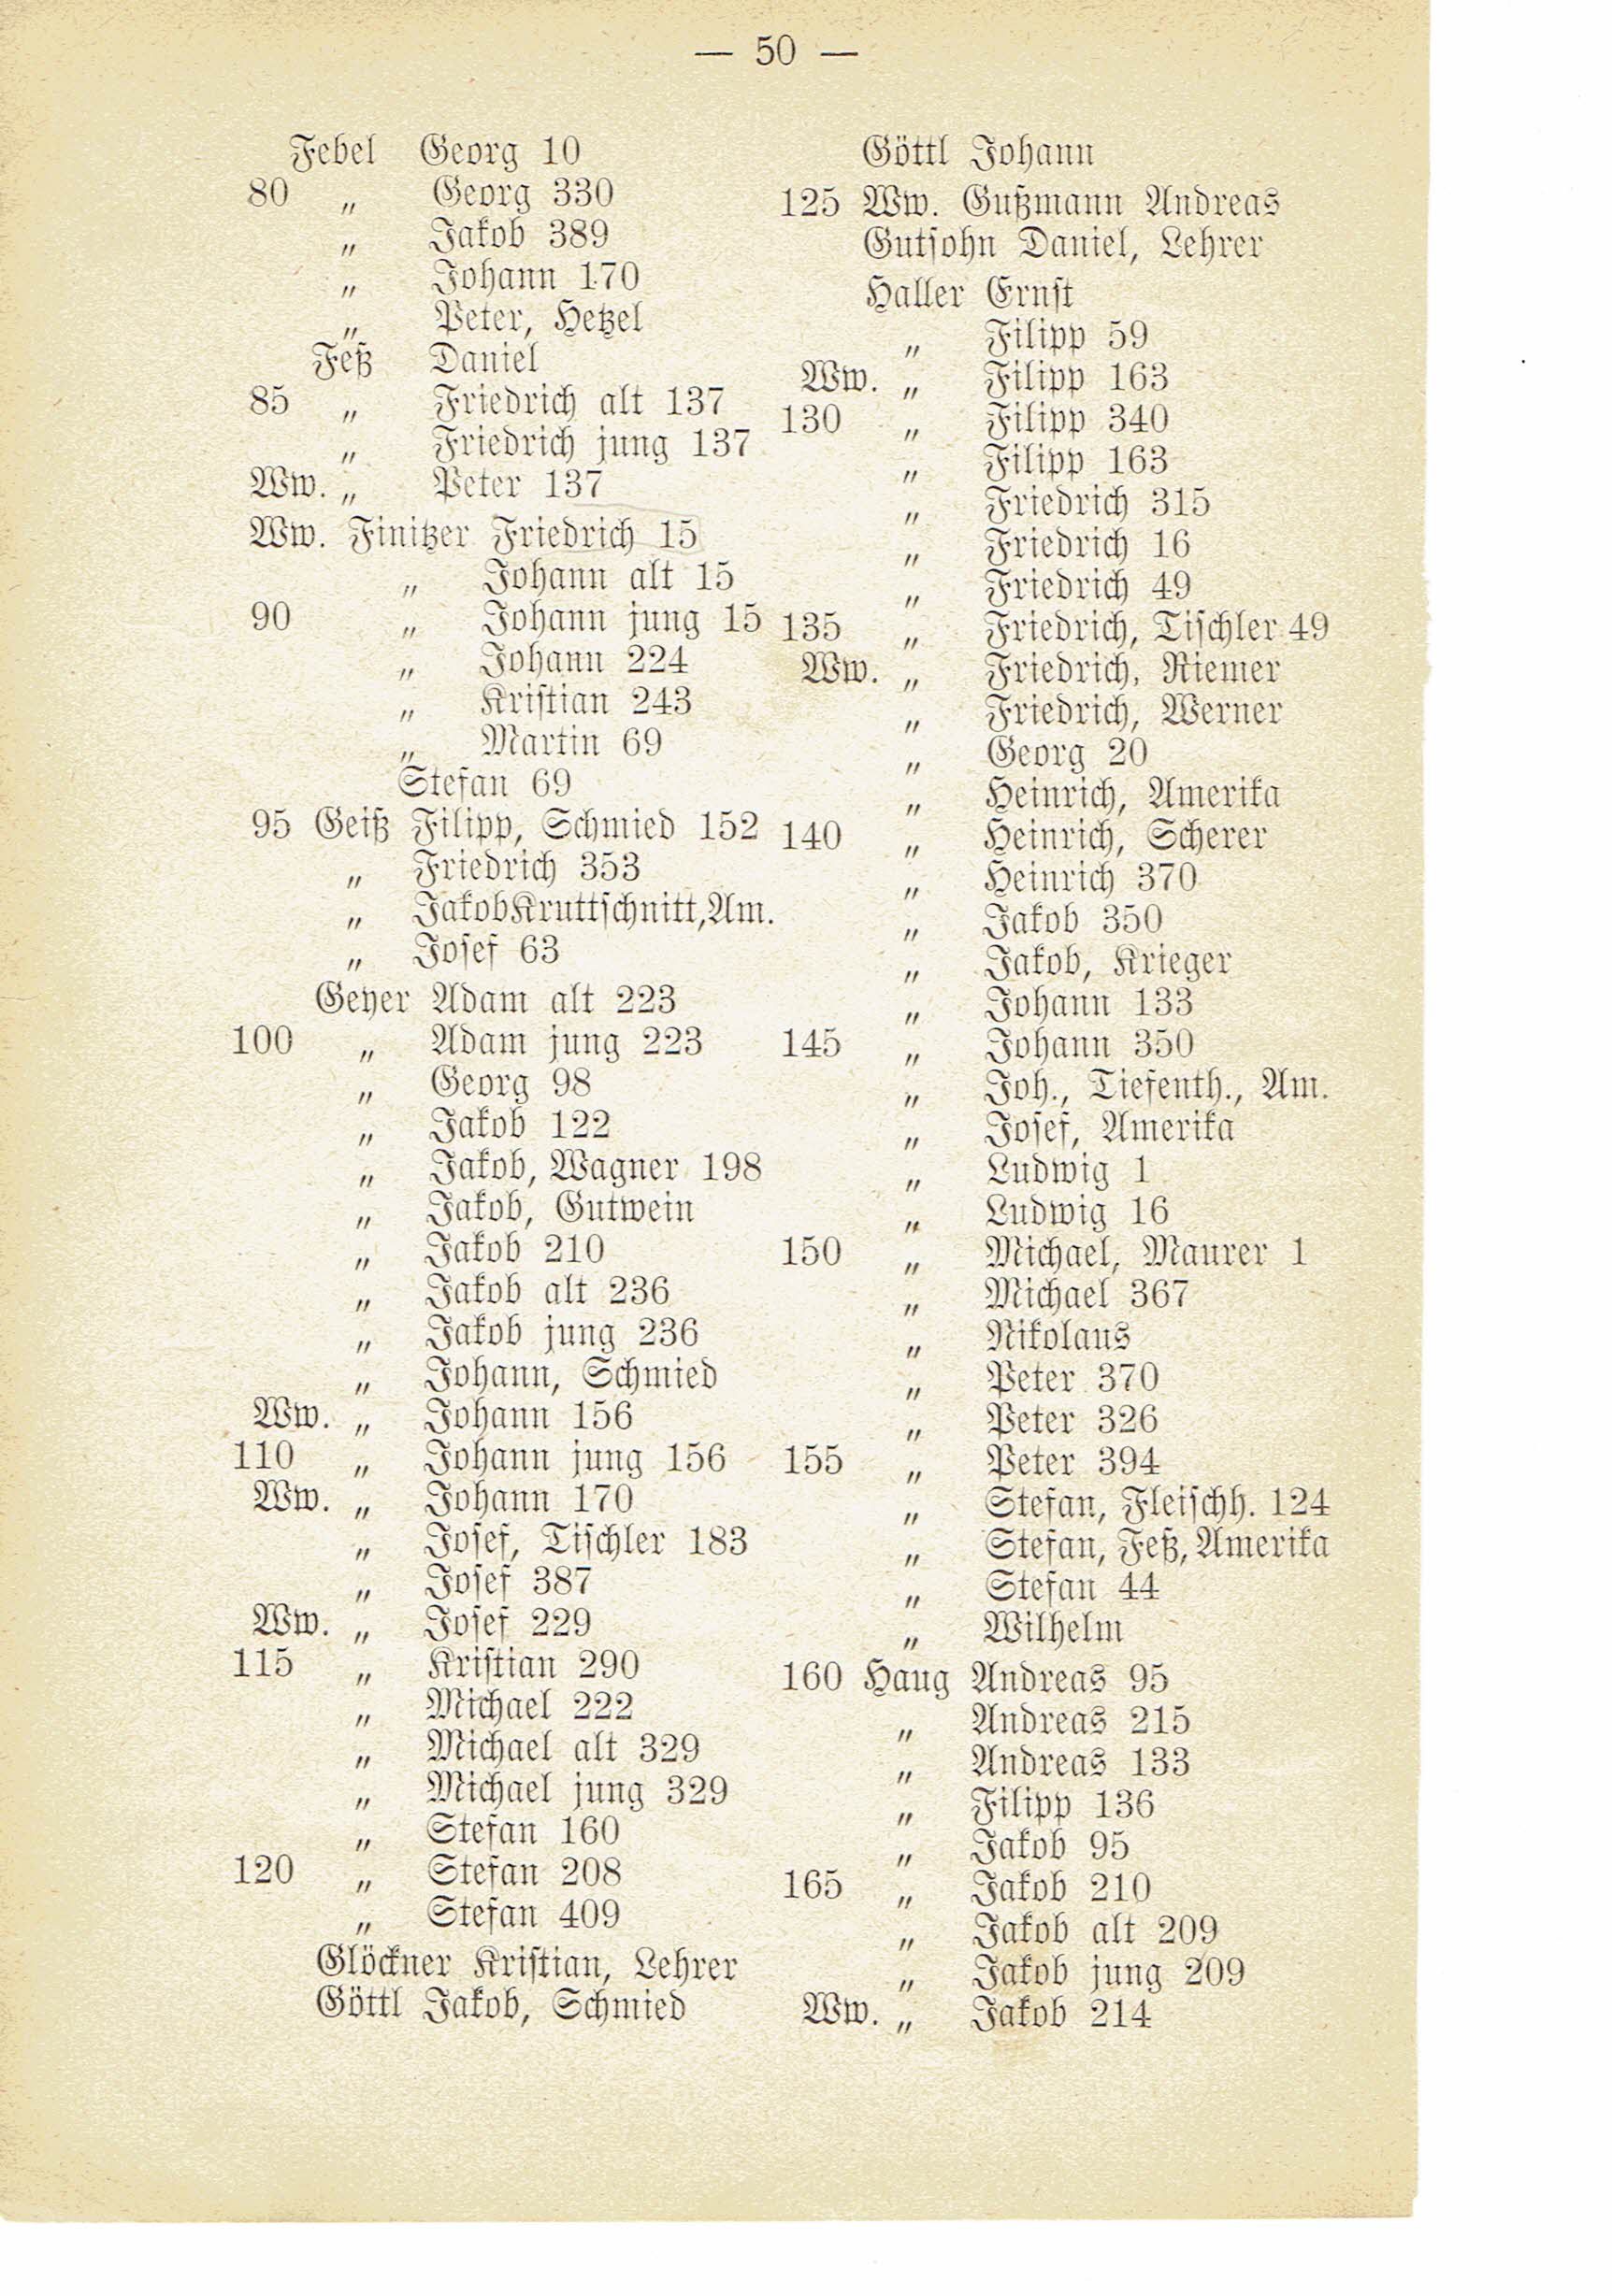 — 50 —
Febel Georg 10
80 „ Georg 330
„ Jakob 389
„ Johann 170
„ Peter, Hetzel
Feß Daniel
85 „ Friedrich alt 137
„ Friedrich jung 137
Ww. „ Peter 137
Ww. Finitzer Friedrich 15
„ Johann alt 15
90 „ Johann jung 15
„ Johann 224
„ Kristian 243
„ Martin 69
Stefan 69
95 Geiß Filipp, Schmied 152
„ Friedrich 353
„ Jakob Kruttschnitt, Am.
„ Josef 63
Geyer Adam alt 223
100 „ Adam jung 223
„ Georg 98
„ Jakob 122
„ Jakob, Wagner 198
„ Jakob, Gutwein
„ Jakob 210
„ Jakob alt 236
„ Jakob jung 236
„ Johann, Schmied
Ww. „ Johann 156
110 „ Johann jung 156
Ww. „ Johann 170
„ Josef, Tischler 183
„ Josef 387
Ww. „ Josef 229
115 „ Kristian 290
„ Michael 222
„ Michael alt 329
„ Michael jung 329
„ Stefan 160
120 „ Stefan 208
„ Stefan 409
Glöckner Kristian, Lehrer
Göttl Jakob, Schmied
Göttl Johann
125 Ww. Gußmann Andreas
Gutsohn Daniel, Lehrer
Haller Ernst
„ Filipp 59
Ww. „ Filipp 163
130 „ Filipp 340
„ Filipp 163
„ Friedrich 315
„ Friedrich 16
„ Friedrich 49
135 „ Friedrich, Tischler 49
Ww. „ Friedrich, Riemer
„ Friedrich, Werner
„ Georg 20
„ Heinrich, Amerika
140 „ Heinrich, Scherer
„ Heinrich 370
„ Jakob 350
„ Jakob, Krieger
„ Johann 133
145 „ Johann 350
„ Joh., Tiefenth., Am.
„ Josef, Amerika
„ Ludwig 1
„ Ludwig 16
150 „ Michael, Maurer 1
„ Michael 367
„ Nikolaus
„ Peter 370
„ Peter 326
155 „ Peter 394
„ Stefan, Fleischh. 124
„ Stefan, Feß, Amerika
„ Stefan 44
„ Wilhelm
160 Haug Andreas 95
„ Andreas 215
„ Andreas 133
„ Filipp 136
„ Jakob 95
165 „ Jakob 210
„ Jakob alt 209
„ Jakob jung 209
Ww. „ Jakob 214